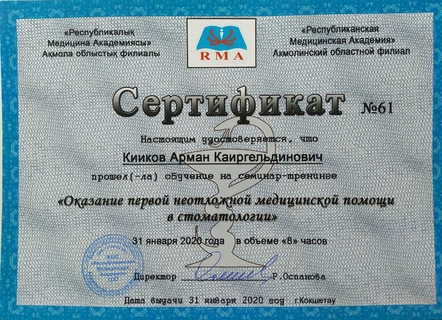 «Республикалық
Медицина Академиясы»
Ақмола облыстық филиалы
RMA
«Республиканская
Медицинская Академия»
Акмолинский областной филиал
Сертификат №61
Настоящим удостоверяется, что
Кииков Арман Каиргельдинович
прошел(-ла) обучение на семинар-тренинге
«Оказание первой неотложной медицинской помощи
в стоматологии»
31 января 2020 года в объеме «8» часов
Директор Р.Оспанова
Дата выдачи 31 января 2020 год г.Кокшетау